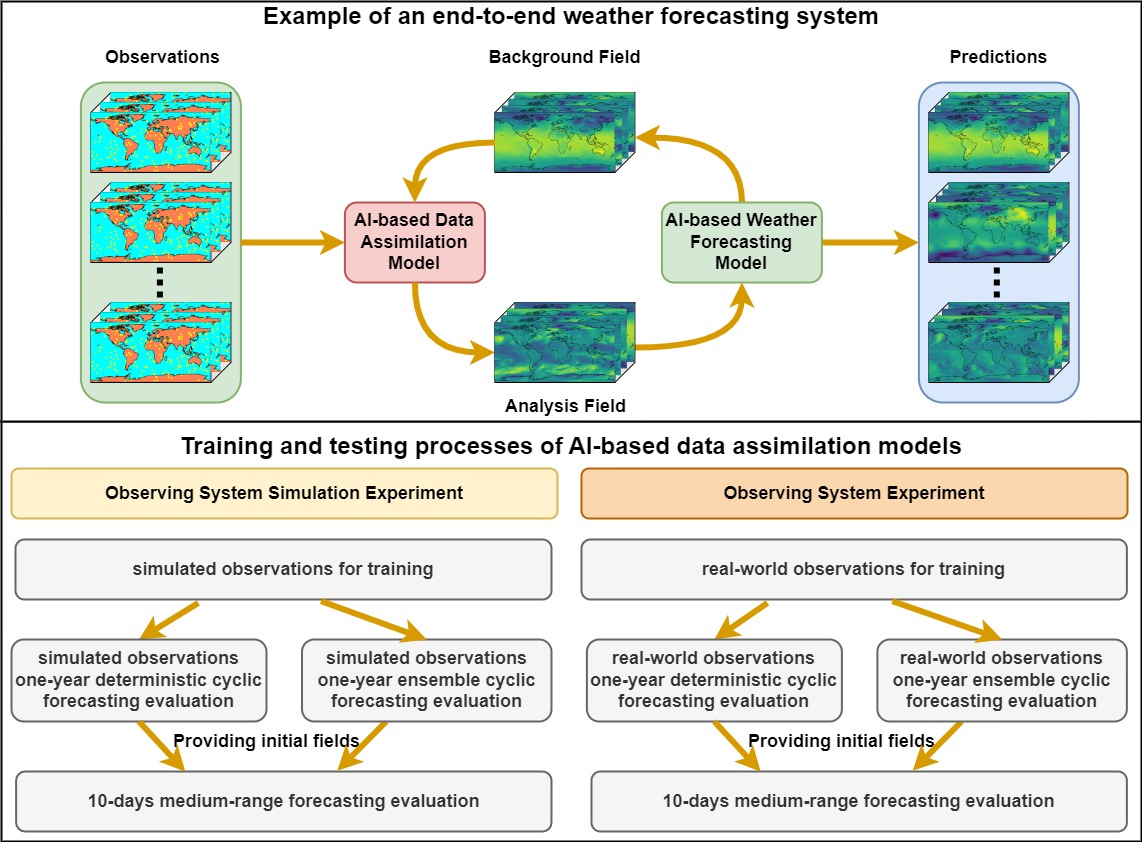 Example of an end-to-end weather forecasting system
Observations
Background Field
Predictions
AI-based Data
Assimilation
Model
AI-based Weather
Forecasting
Model
Analysis Field
Training and testing processes of AI-based data assimilation models
Observing System Simulation Experiment
Observing System Experiment
simulated observations for training
real-world observations for training
simulated observations
one-year deterministic cyclic
forecasting evaluation
simulated observations
one-year ensemble cyclic
forecasting evaluation
real-world observations
one-year deterministic cyclic
forecasting evaluation
real-world observations
one-year ensemble cyclic
forecasting evaluation
Providing initial fields
Providing initial fields
10-days medium-range forecasting evaluation
10-days medium-range forecasting evaluation